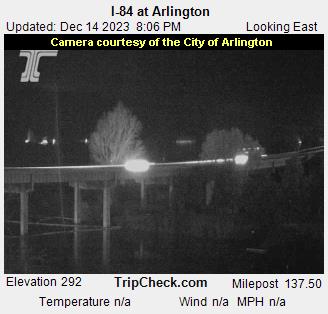 I-84 at Arlington
Updated: Dec 14 2023 8:06 PM Looking East
Camera courtesy of the City of Arlington
Elevation 292 TripCheck.com Milepost 137.50
Temperature n/a Wind n/a MPH n/a